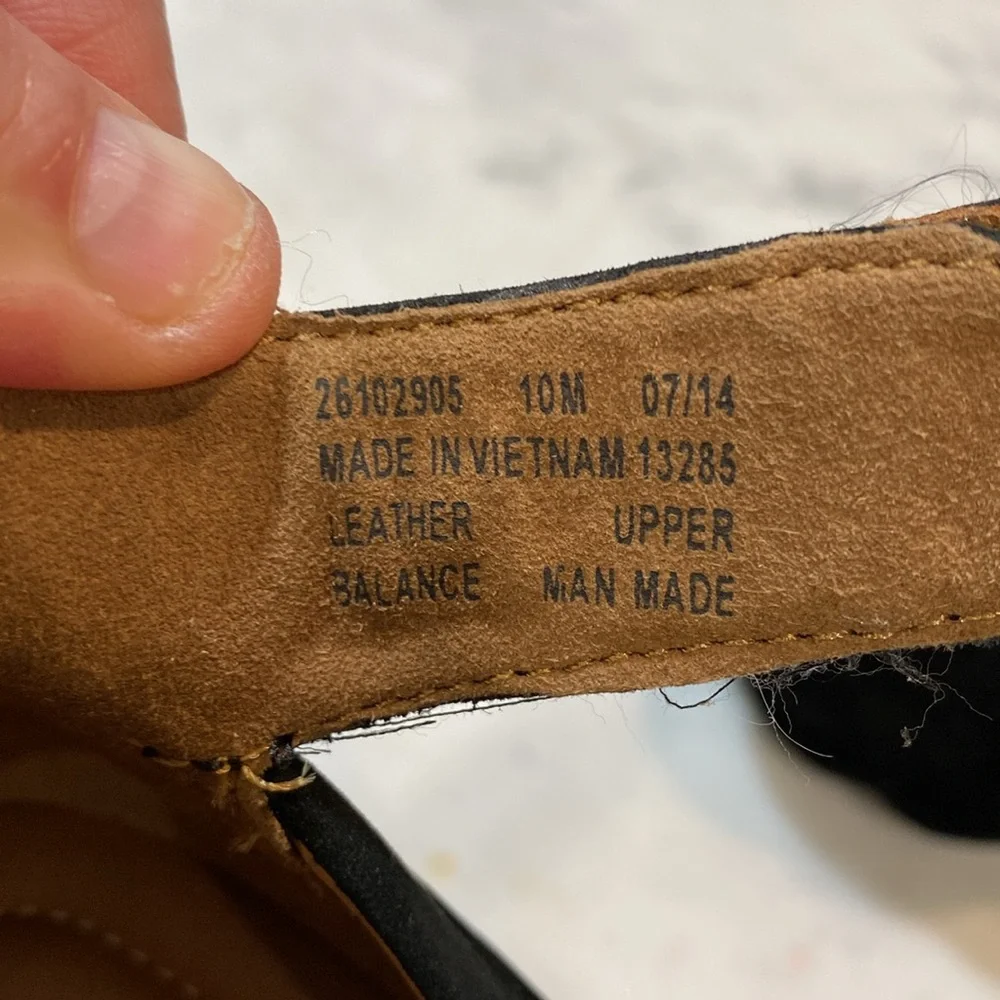 26102905 10M 07/14
MADE IN VIETNAM 13285
LEATHER UPPER
BALANCE MAN MADE